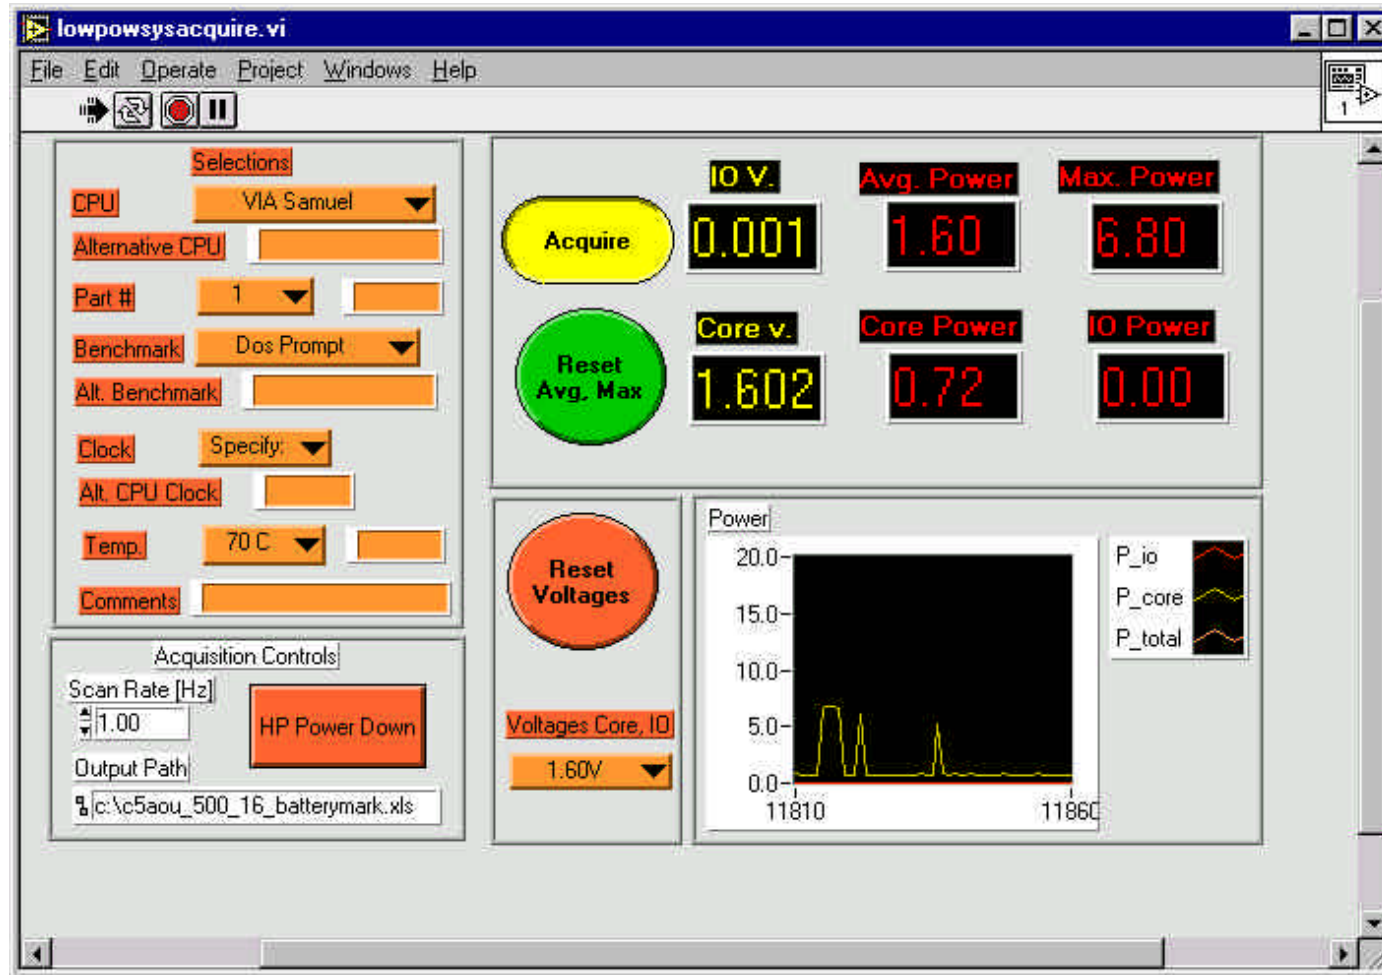 lowpowsysacquire.vi
File Edit Operate Project Windows Help
1
Selections
CPU VIA Samuel
Alternative CPU
Part # 1
Benchmark Dos Prompt
Alt. Benchmark
Clock Specify:
Alt. CPU Clock
Temp. 70 C
Comments
Acquisition Controls
Scan Rate [Hz]
1.00
HP Power Down
Output Path
c:\c5aou_500_16_batterymark.xls
Acquire
IO V. Avg. Power Max. Power
0.001 1.60 6.80
Reset
Avg, Max
Core v. Core Power IO Power
1.602 0.72 0.00
Reset
Voltages
Voltages Core, IO
1.60V
Power
20.0
15.0
10.0
5.0
0.0
11810 11860
P_io
P_core
P_total